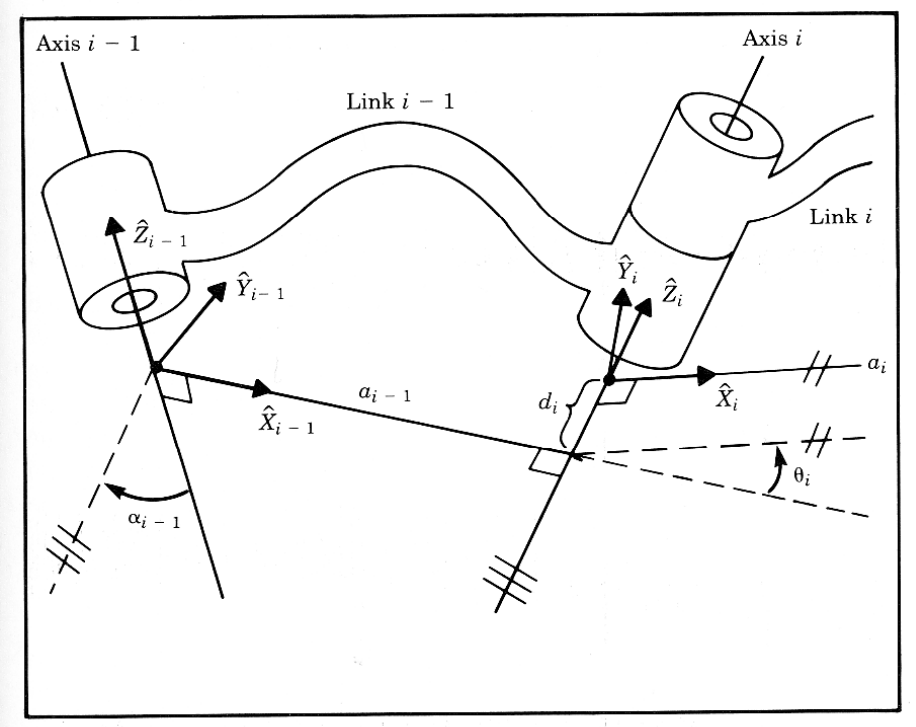 Axis i − 1
Axis i
Link i − 1
Link i
Ẑi − 1
Ŷi − 1
X̂i − 1
ai − 1
αi − 1
Ŷi
Ẑi
X̂i
ai
di
θi